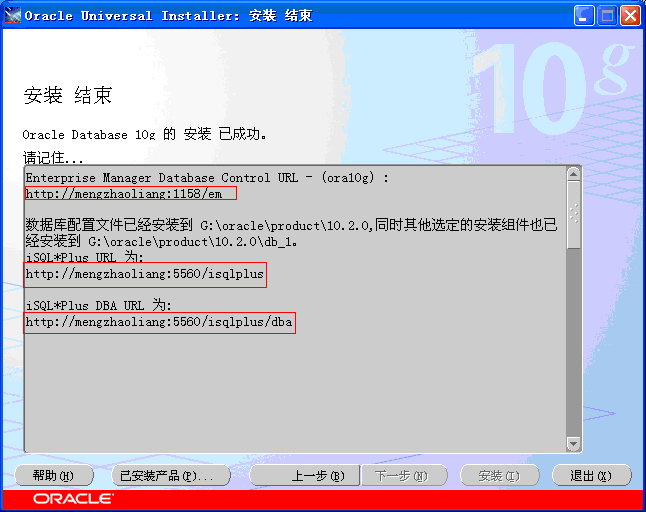 Oracle Universal Installer: 安装 结束
10g
安装 结束
Oracle Database 10g 的 安装 已成功。
请记住...
Enterprise Manager Database Control URL - (ora10g) :
http://mengzhaoliang:1158/em
数据库配置文件已经安装到 G:\oracle\product\10.2.0,同时其他选定的安装组件也已
经安装到 G:\oracle\product\10.2.0\db_1。
iSQL*Plus URL 为:
http://mengzhaoliang:5560/isqlplus
iSQL*Plus DBA URL 为:
http://mengzhaoliang:5560/isqlplus/dba
帮助(H) 已安装产品(P)... 上一步(B) 下一步(N) 安装(I) 退出(X)
ORACLE